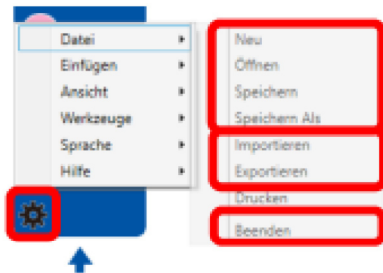 Datei
Einfügen
Ansicht
Werkzeuge
Sprache
Hilfe
Neu
Öffnen
Speichern
Speichern Als
Importieren
Exportieren
Drucken
Beenden